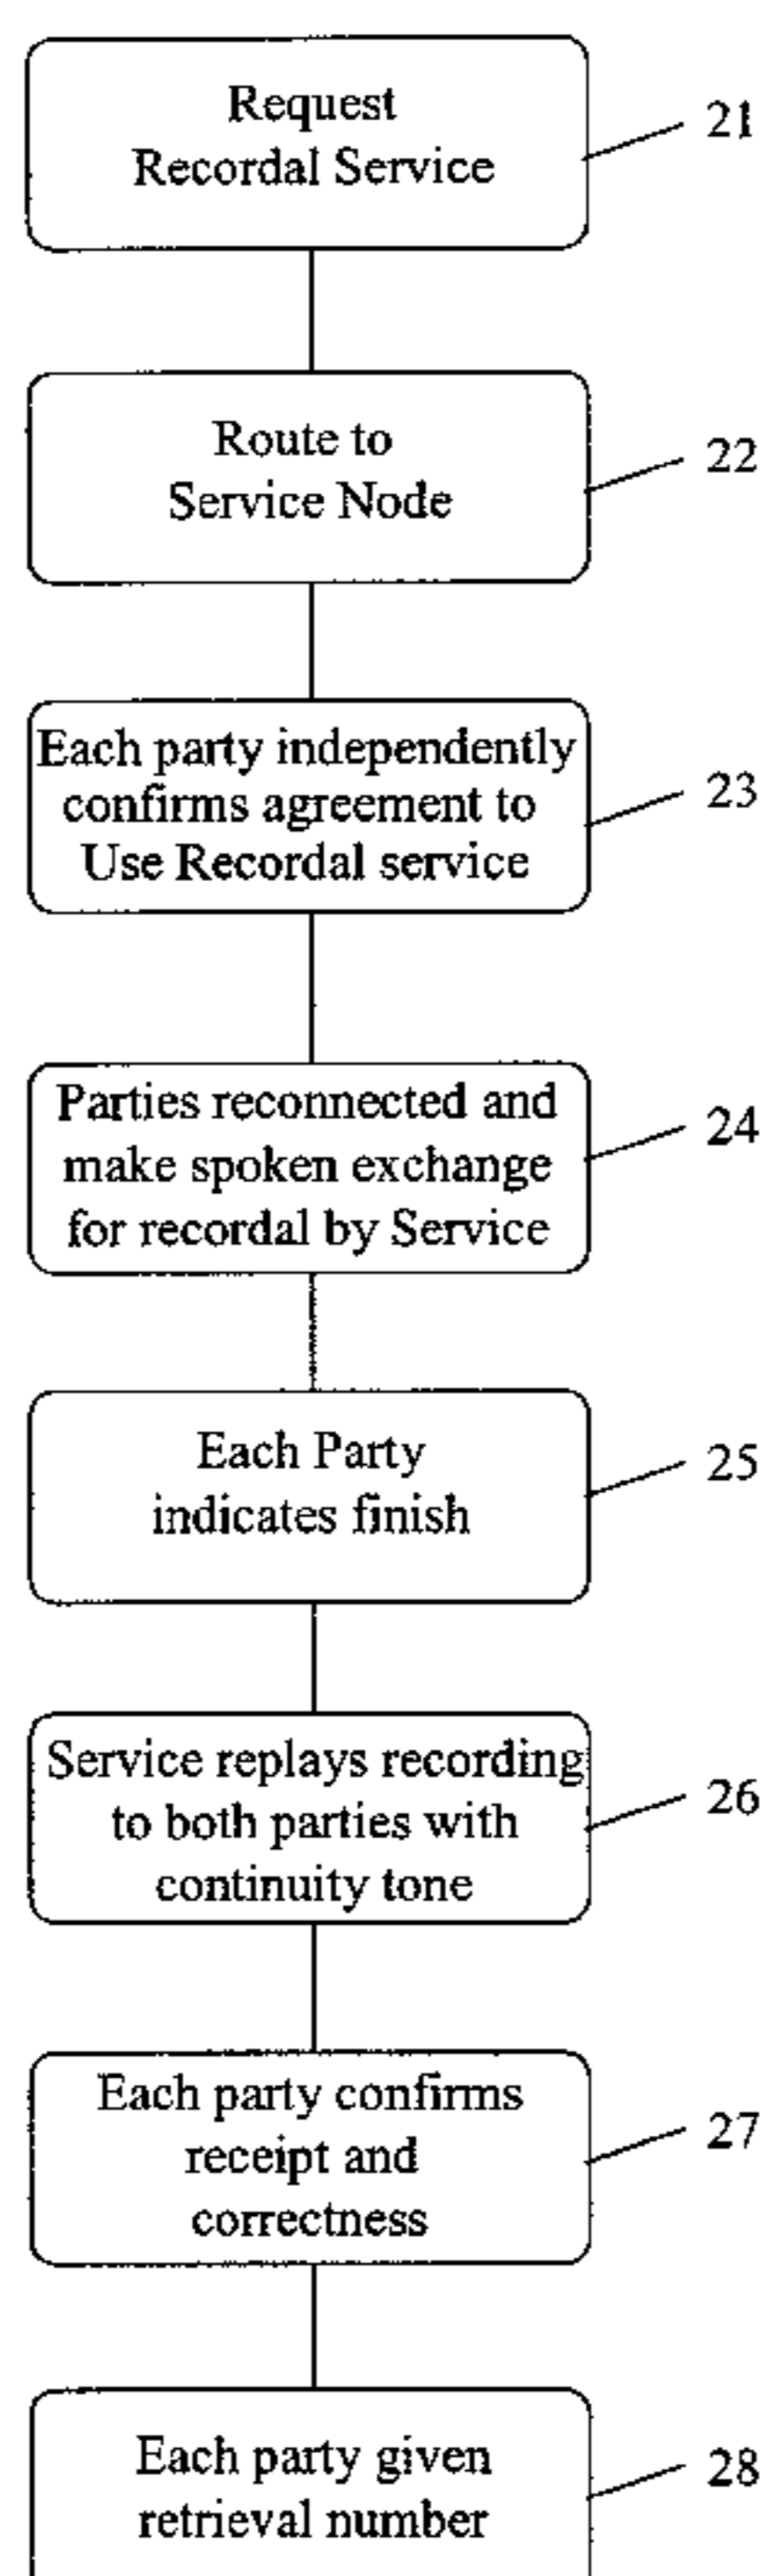 Request
Recordal Service
21
Route to
Service Node
22
Each party independently
confirms agreement to
Use Recordal service
23
Parties reconnected and
make spoken exchange
for recordal by Service
24
Each Party
indicates finish
25
Service replays recording
to both parties with
continuity tone
26
Each party confirms
receipt and
correctness
27
Each party given
retrieval number
28